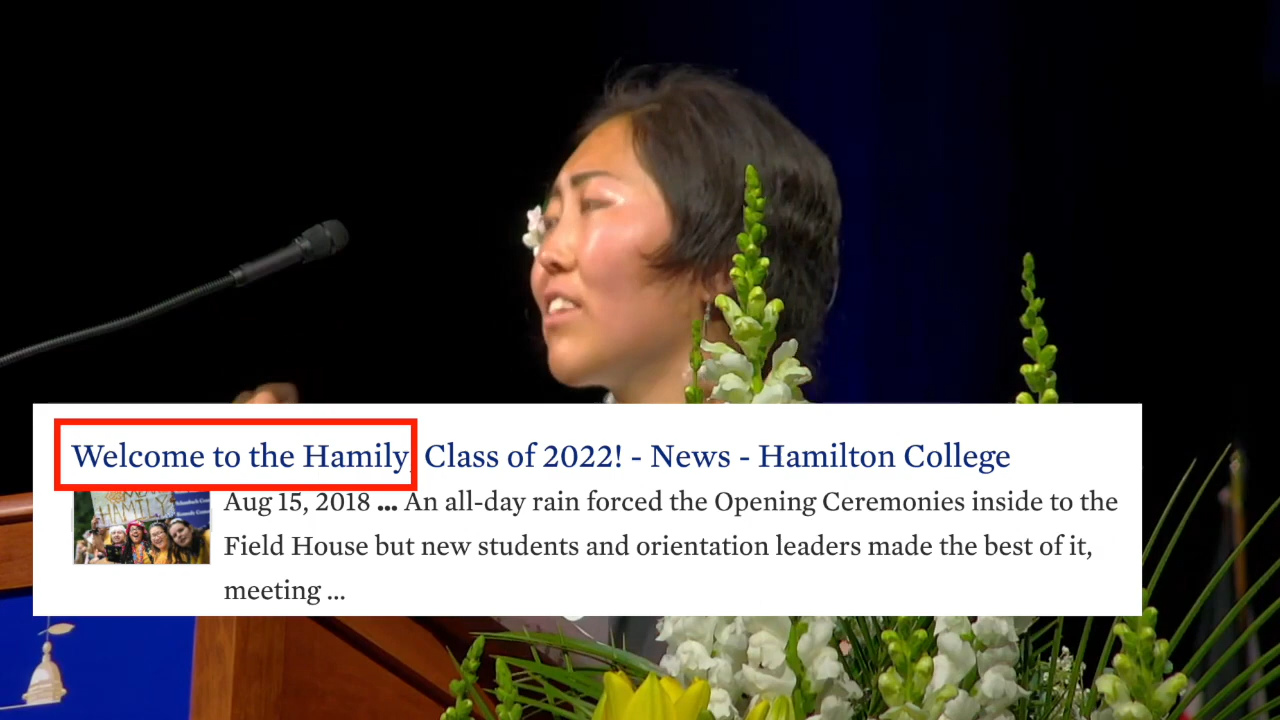 Welcome to the Hamily, Class of 2022! - News - Hamilton College
Aug 15, 2018 ... An all-day rain forced the Opening Ceremonies inside to the
HAMILY
Field House but new students and orientation leaders made the best of it,
meeting ...